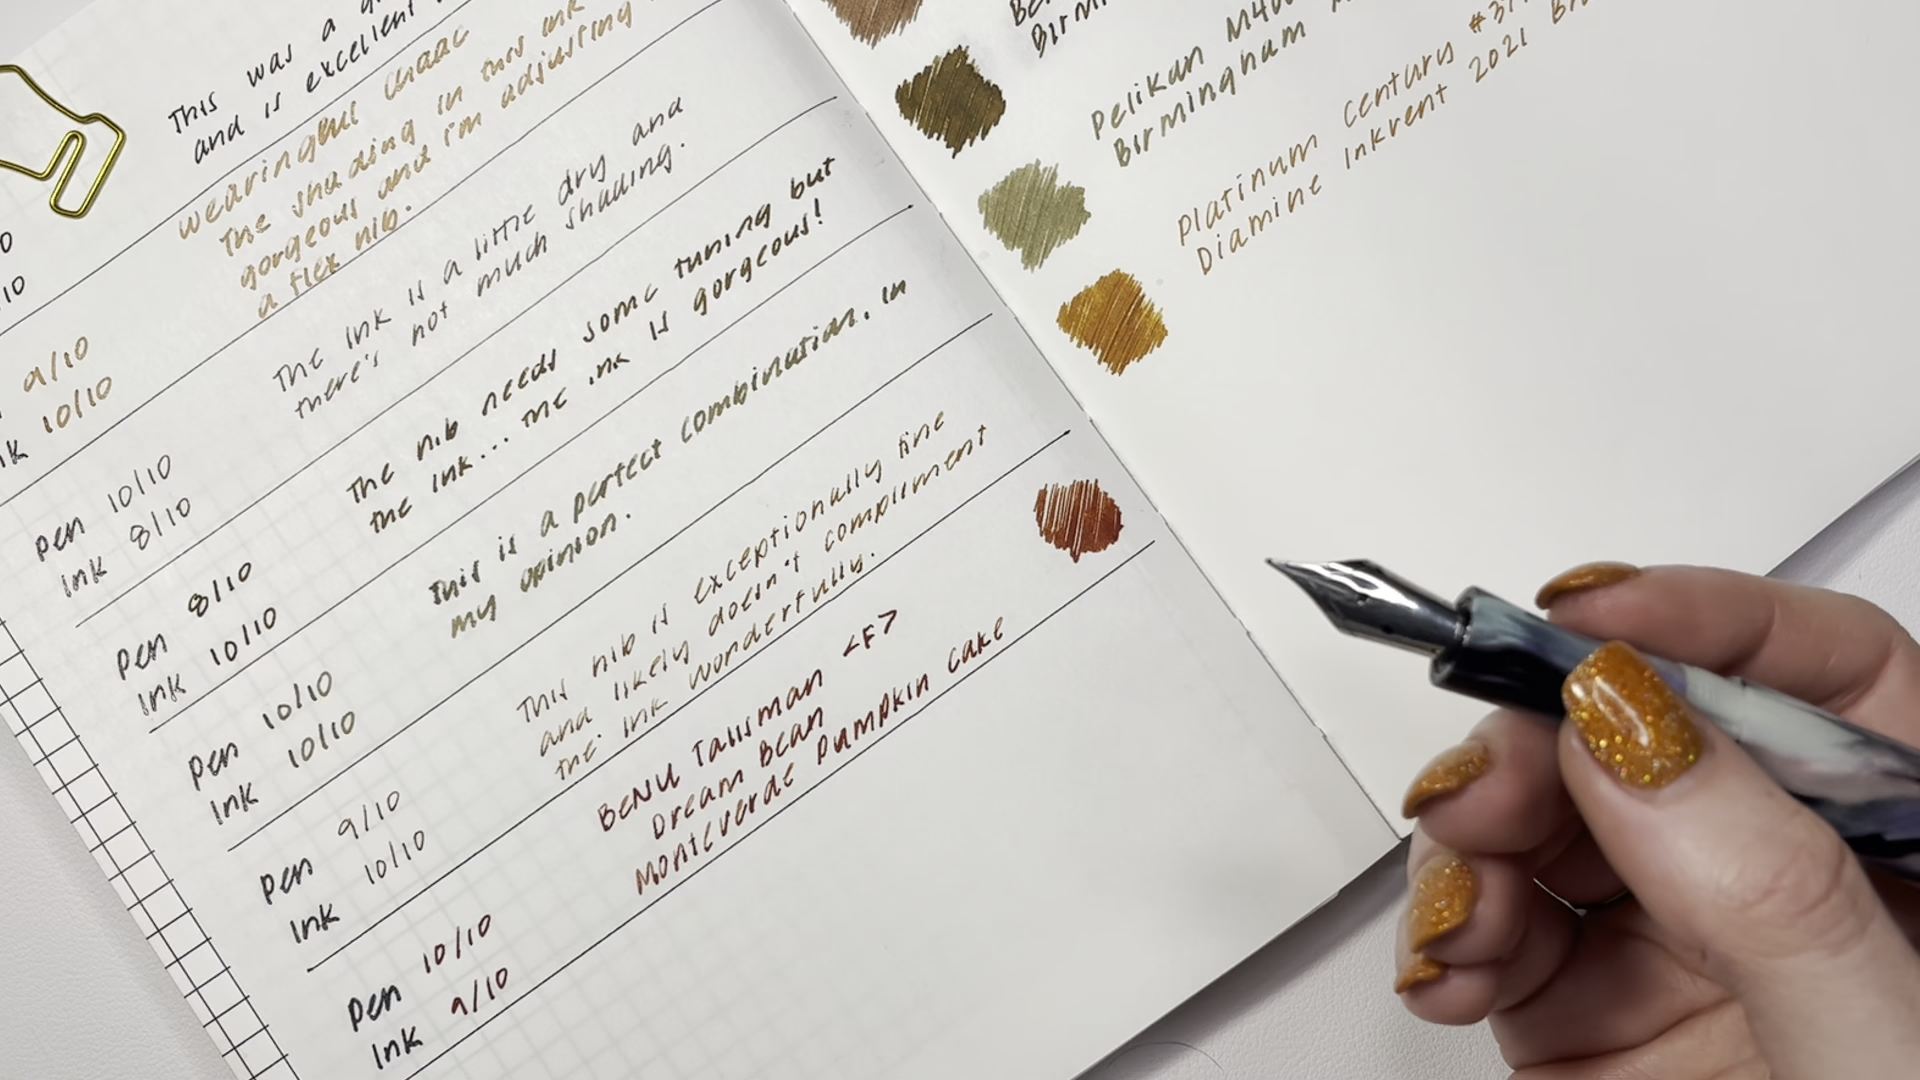 This was a
and is excellent
wearingeul chaac
The shading in this ink
gorgeous and i'm adjusting
a flex nib.
9/10
ink 10/10
The ink is a little dry and
there's not much shading.
pen 10/10
ink 8/10
The nib needs some tuning but
the ink... the ink is gorgeous!
pen 8/10
ink 10/10
This is a perfect combination, in
my opinion.
pen 10/10
ink 10/10
This nib is exceptionally fine
and likely doesn't complement
the ink wonderfully.
pen 9/10
ink 10/10
BENU Talisman <F>
Dream Bean
Monteverde Pumpkin Cake
pen 10/10
ink 9/10
Pelikan
Birmingham
Platinum Century
Diamine Inkvent 2021